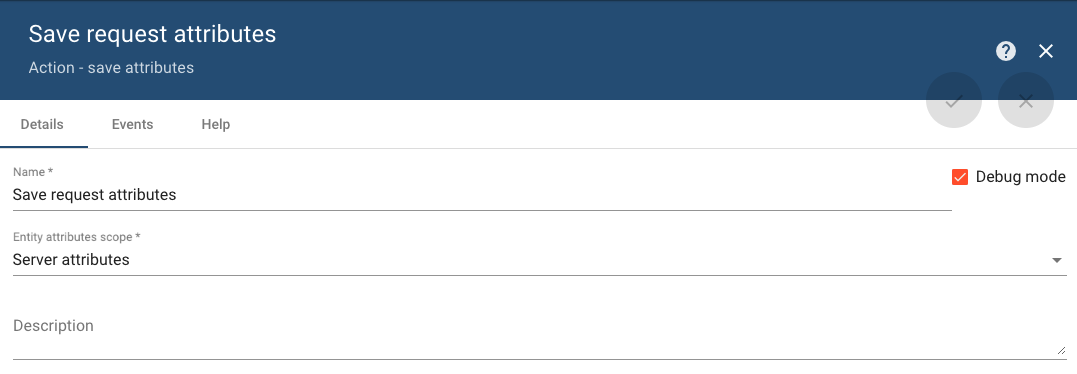 Save request attributes
Action - save attributes
Details Events Help
Name *
Save request attributes
Debug mode
Entity attributes scope *
Server attributes
Description